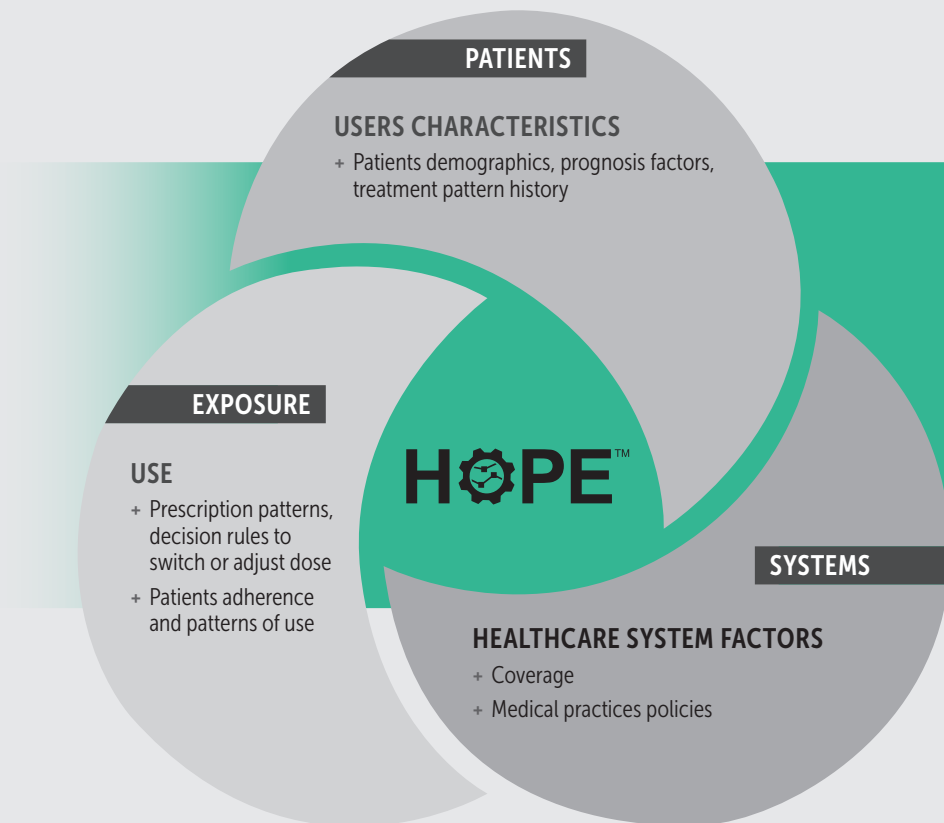 PATIENTS
USERS CHARACTERISTICS
+ Patients demographics, prognosis factors,
treatment pattern history
EXPOSURE
USE
+ Prescription patterns,
decision rules to
switch or adjust dose
+ Patients adherence
and patterns of use
HOPE™
SYSTEMS
HEALTHCARE SYSTEM FACTORS
+ Coverage
+ Medical practices policies